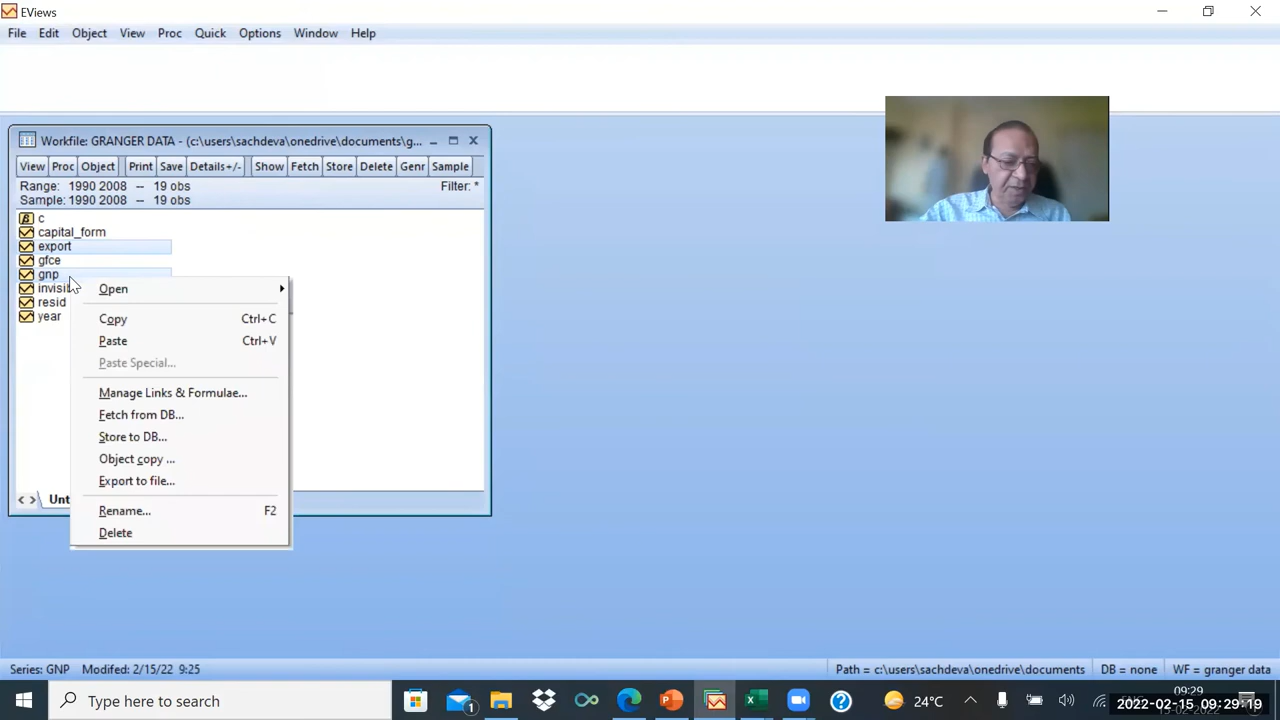 EViews
File Edit Object View Proc Quick Options Window Help
Workfile: GRANGER DATA - (c:\users\sachdeva\onedrive\documents\g...
View Proc Object Print Save Details+/- Show Fetch Store Delete Genr Sample
Range: 1990 2008 -- 19 obs Filter: *
Sample: 1990 2008 -- 19 obs
c
capital_form
export
gfce
gnp
resid
year
Open
Copy Ctrl+C
Paste Ctrl+V
Paste Special...
Manage Links & Formulae...
Fetch from DB...
Store to DB...
Object copy ...
Export to file...
Rename... F2
Delete
Series: GNP Modifed: 2/15/22 9:25 Path = c:\users\sachdeva\onedrive\documents DB = none WF = granger data
Type here to search
1
24°C
09:29
2022-02-15 09:29:19